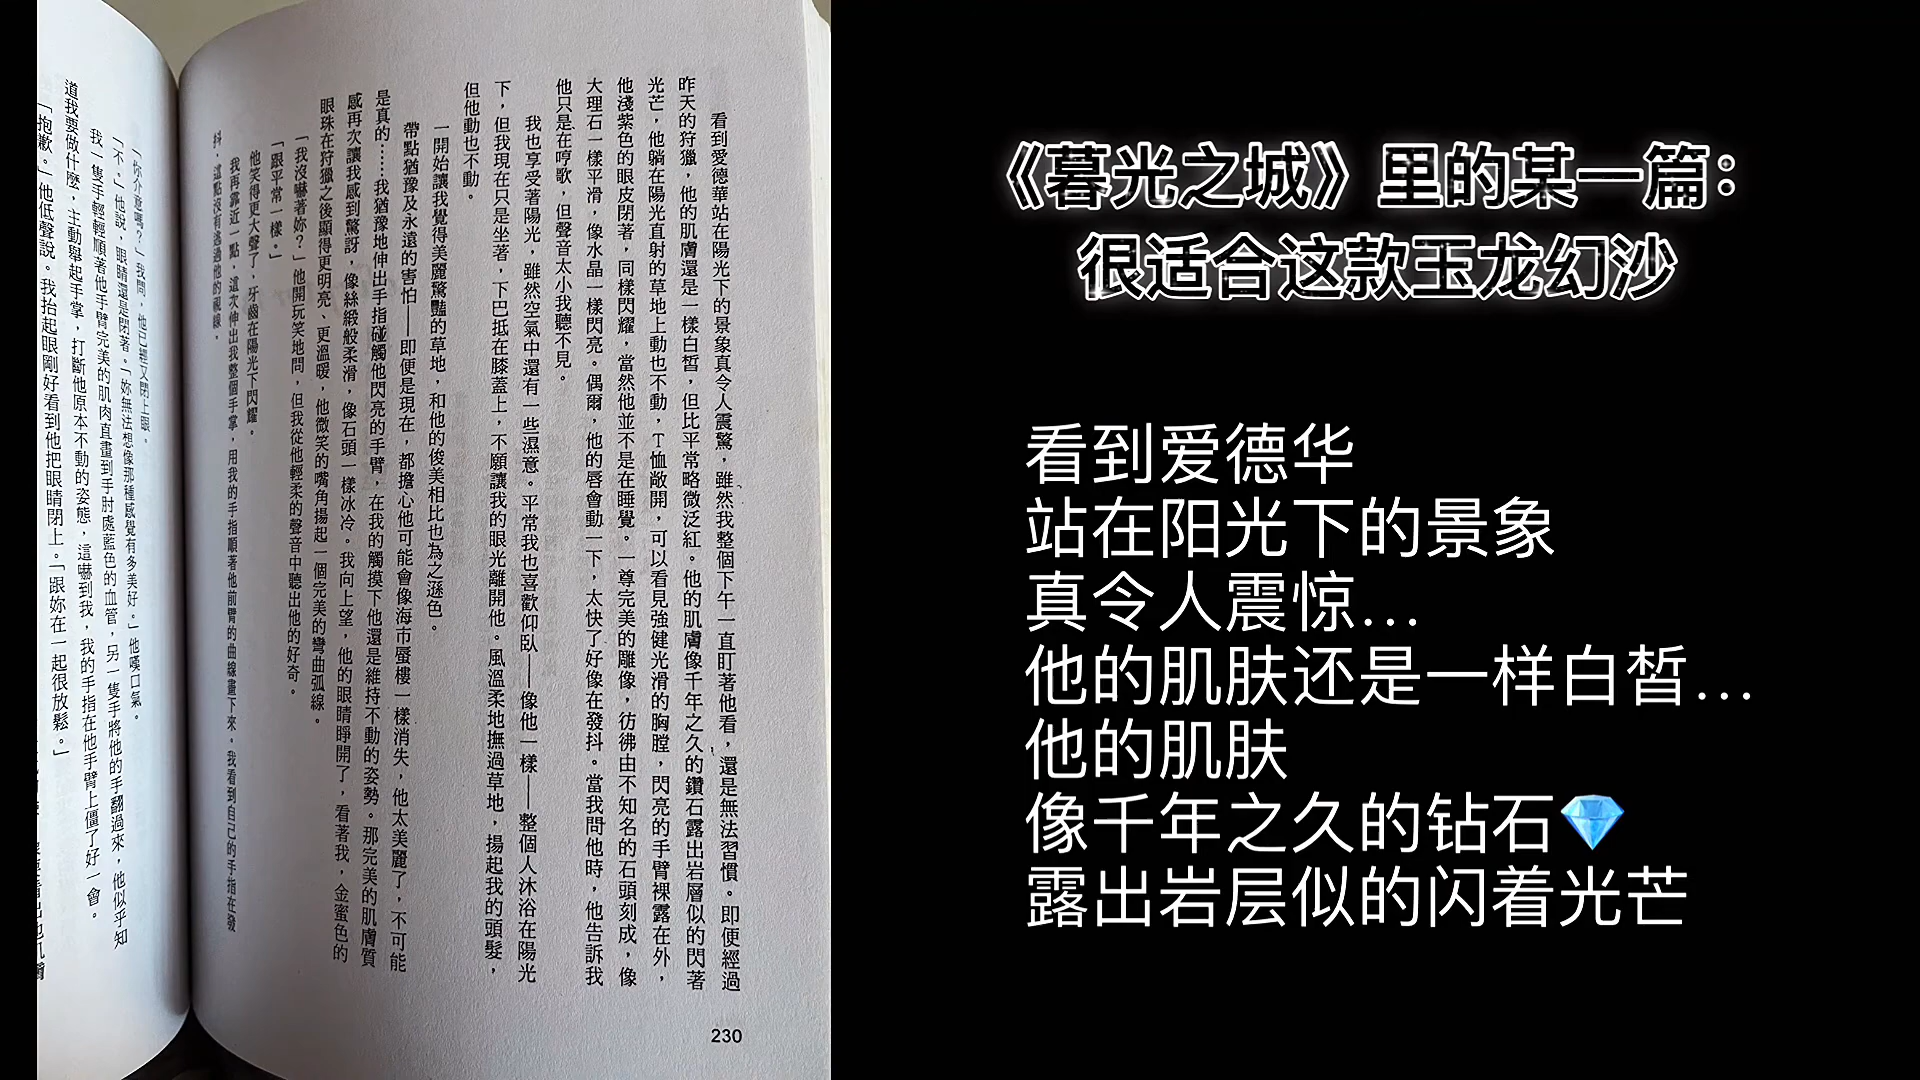 看到愛德華站在陽光下的景象真令人震驚，雖然我整個下午一直盯著他看，還是無法習慣。即便經過
昨天的狩獵，他的肌膚還是一樣白皙，但比平常略微泛紅。他的肌膚像千年之久的鑽石露出岩層似的閃著
光芒，他躺在陽光直射的草地上動也不動，T恤敞開，可以看見強健光滑的胸膛，閃亮的手臂裸露在外，
他淺紫色的眼皮閉著，同樣閃耀，當然他並不是在睡覺。一尊完美的雕像，彷彿由不知名的石頭刻成，像
大理石一樣平滑，像水晶一樣閃亮。偶爾，他的唇會動一下，太快了好像在發抖。當我問他時，他告訴我
他只是在哼歌，但聲音太小我聽不見。
我也享受著陽光，雖然空氣中還有一些濕意。平常我也喜歡仰臥——像他一樣——整個人沐浴在陽光
下，但我現在只是坐著，下巴抵在膝蓋上，不願讓我的眼光離開他。風溫柔地撫過草地，揚起我的頭髮，
但他動也不動。
一開始讓我覺得美麗驚豔的草地，和他的俊美相比也為之遜色。
帶點猶豫及永遠的害怕——即便是現在，都擔心他可能會像海市蜃樓一樣消失，他太美麗了，不可能
是真的……我猶豫地伸出手指碰觸他閃亮的手臂，在我的觸摸下他還是維持不動的姿勢。那完美的肌膚質
感再次讓我感到驚訝，像絲緞般柔滑，像石頭一樣冰冷。我向上望，他的眼睛睜開了，看著我，金蜜色的
眼珠在狩獵之後顯得更明亮、更溫暖，他微笑的嘴角揚起一個完美的彎曲弧線。
「我沒嚇著妳？」他開玩笑地問，但我從他輕柔的聲音中聽出他的好奇。
「跟平常一樣。」
他笑得更大聲了，牙齒在陽光下閃耀。
我再靠近一點，這次伸出我整個手掌，用我的手指順著他前臂的曲線畫下來。我看到自己的手指在發
抖，這點沒有逃過他的視線。
「你介意嗎？」我問，他已經又閉上眼。
「不，」他說，眼睛還是閉著。「妳無法想像那種感覺有多美好。」他嘆口氣。
我一隻手輕輕順著他手臂完美的肌肉直畫到手肘處藍色的血管，另一隻手將他的手翻過來，他似乎知
道我要做什麼，主動舉起手掌，打斷他原本不動的姿態，這嚇到我，我的手指在他手臂上僵了好一會。
「抱歉。」他低聲說。我抬起眼剛好看到他把眼睛閉上。「跟妳在一起很放鬆。」
230
《暮光之城》里的某一篇：
很适合这款玉龙幻沙
看到爱德华
站在阳光下的景象
真令人震惊…
他的肌肤还是一样白皙…
他的肌肤
像千年之久的钻石💎
露出岩层似的闪着光芒